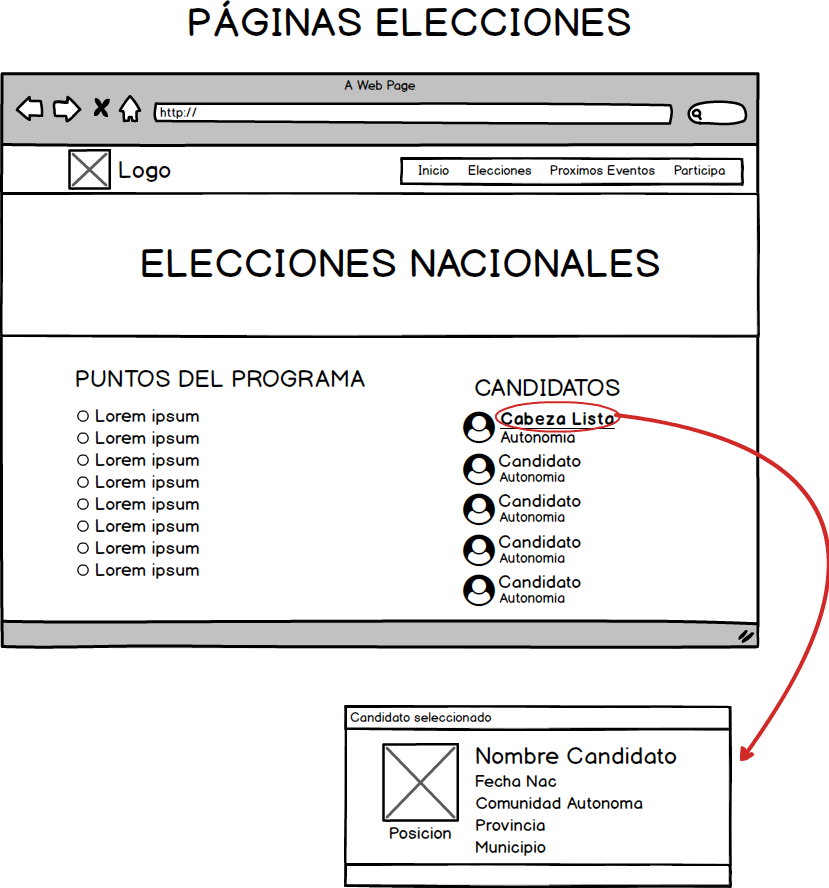 PÁGINAS ELECCIONES
A Web Page
http://
Logo
Inicio Elecciones Proximos Eventos Participa
ELECCIONES NACIONALES
PUNTOS DEL PROGRAMA
Lorem ipsum
Lorem ipsum
Lorem ipsum
Lorem ipsum
Lorem ipsum
Lorem ipsum
Lorem ipsum
Lorem ipsum
CANDIDATOS
Cabeza Lista
Autonomia
Candidato
Autonomia
Candidato
Autonomia
Candidato
Autonomia
Candidato
Autonomia
Candidato seleccionado
Posicion
Nombre Candidato
Fecha Nac
Comunidad Autonoma
Provincia
Municipio